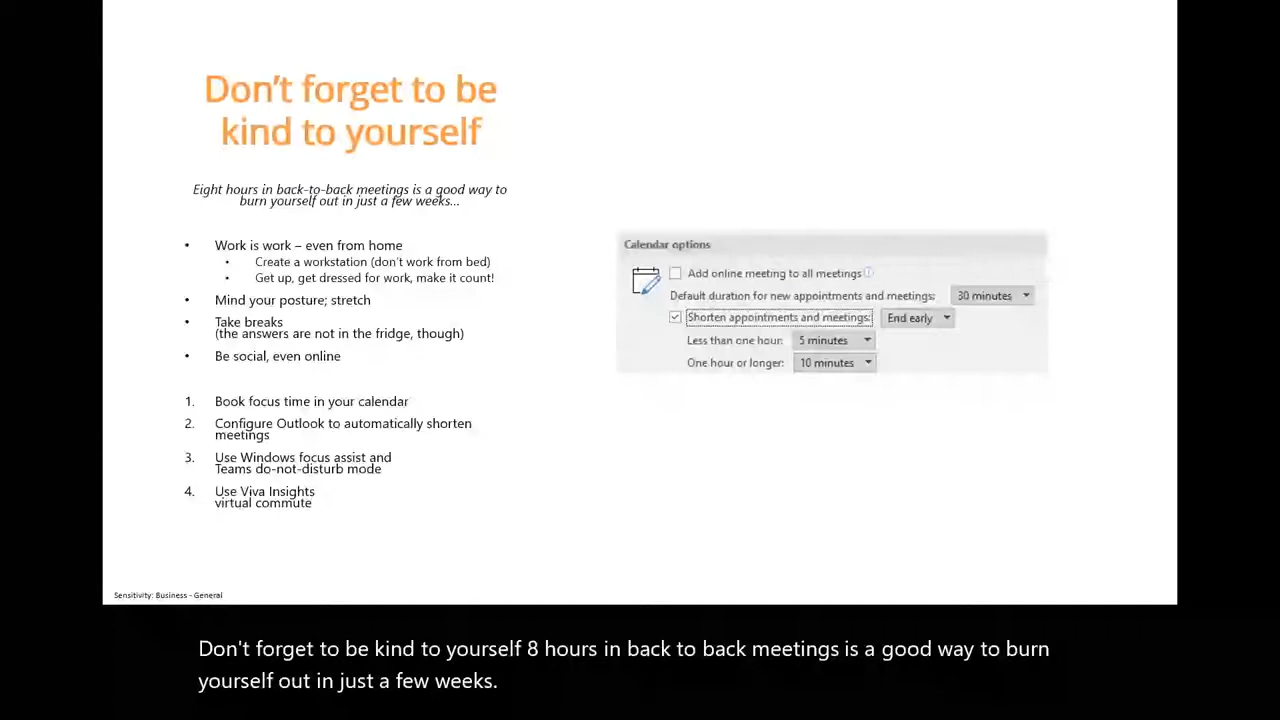 Don't forget to be
kind to yourself
Eight hours in back-to-back meetings is a good way to
burn yourself out in just a few weeks...
• Work is work – even from home
• Create a workstation (don't work from bed)
• Get up, get dressed for work, make it count!
• Mind your posture; stretch
• Take breaks
(the answers are not in the fridge, though)
• Be social, even online
1. Book focus time in your calendar
2. Configure Outlook to automatically shorten
meetings
3. Use Windows focus assist and
Teams do-not-disturb mode
4. Use Viva Insights
virtual commute
Calendar options
Add online meeting to all meetings
Default duration for new appointments and meetings: 30 minutes
Shorten appointments and meetings: End early
Less than one hour: 5 minutes
One hour or longer: 10 minutes
Sensitivity: Business - General
Don't forget to be kind to yourself 8 hours in back to back meetings is a good way to burn
yourself out in just a few weeks.